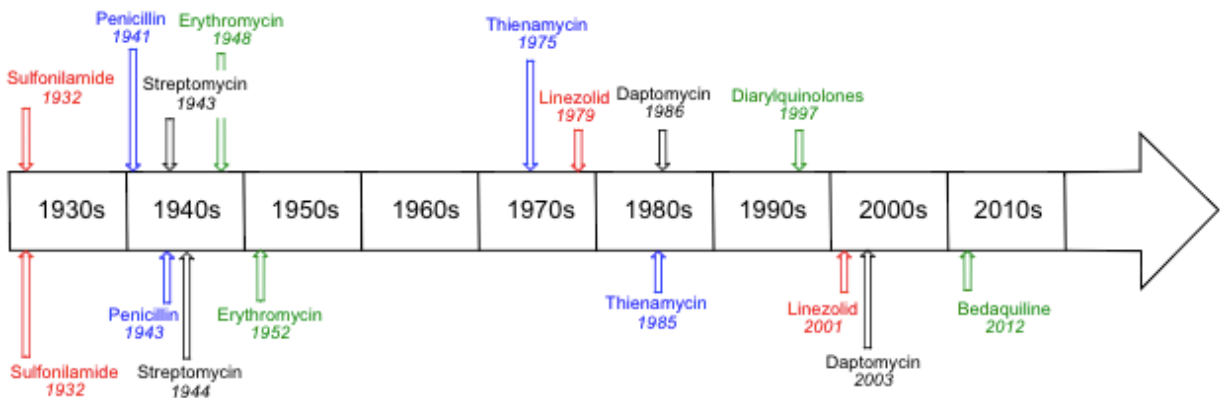 Penicillin
1941
Erythromycin
1948
Thienamycin
1975
Sulfonilamide
1932
Streptomycin
1943
Linezolid
1979
Daptomycin
1986
Diarylquinolones
1997
1930s 1940s 1950s 1960s 1970s 1980s 1990s 2000s 2010s
Penicillin
1943
Erythromycin
1952
Thienamycin
1985
Linezolid
2001
Bedaquiline
2012
Sulfonilamide
1932
Streptomycin
1944
Daptomycin
2003